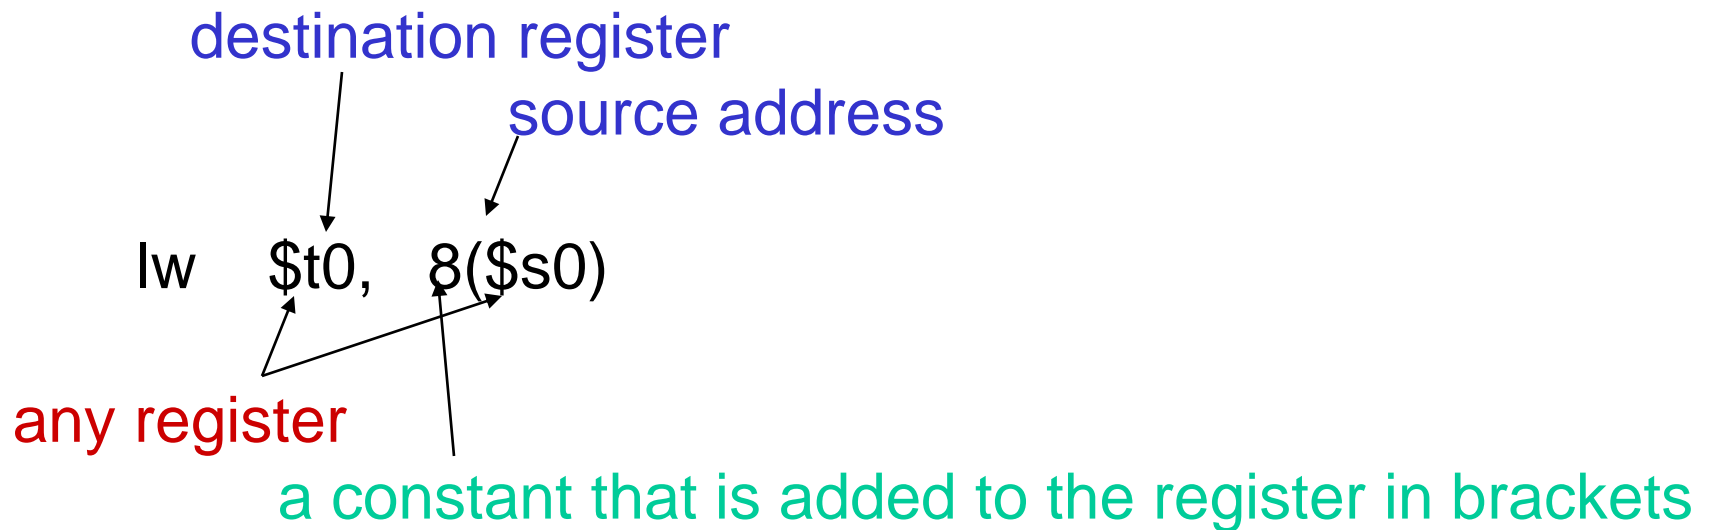 destination register
source address
lw $t0, 8($s0)
any register
a constant that is added to the register in brackets